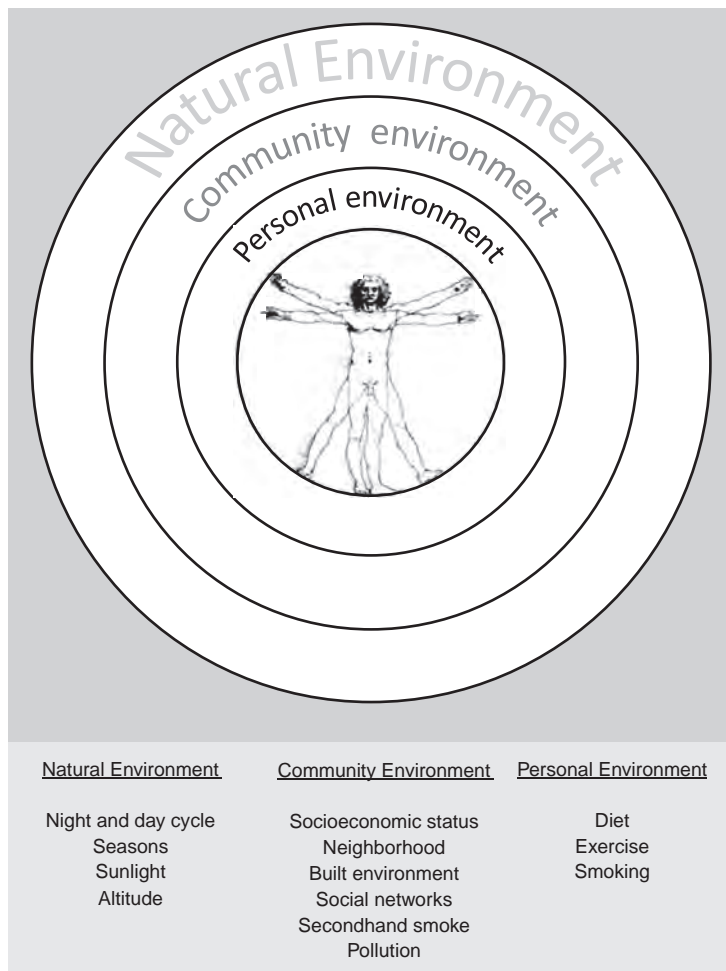 Natural Environment
Community environment
Personal environment
Natural Environment
Night and day cycle
Seasons
Sunlight
Altitude
Community Environment
Socioeconomic status
Neighborhood
Built environment
Social networks
Secondhand smoke
Pollution
Personal Environment
Diet
Exercise
Smoking